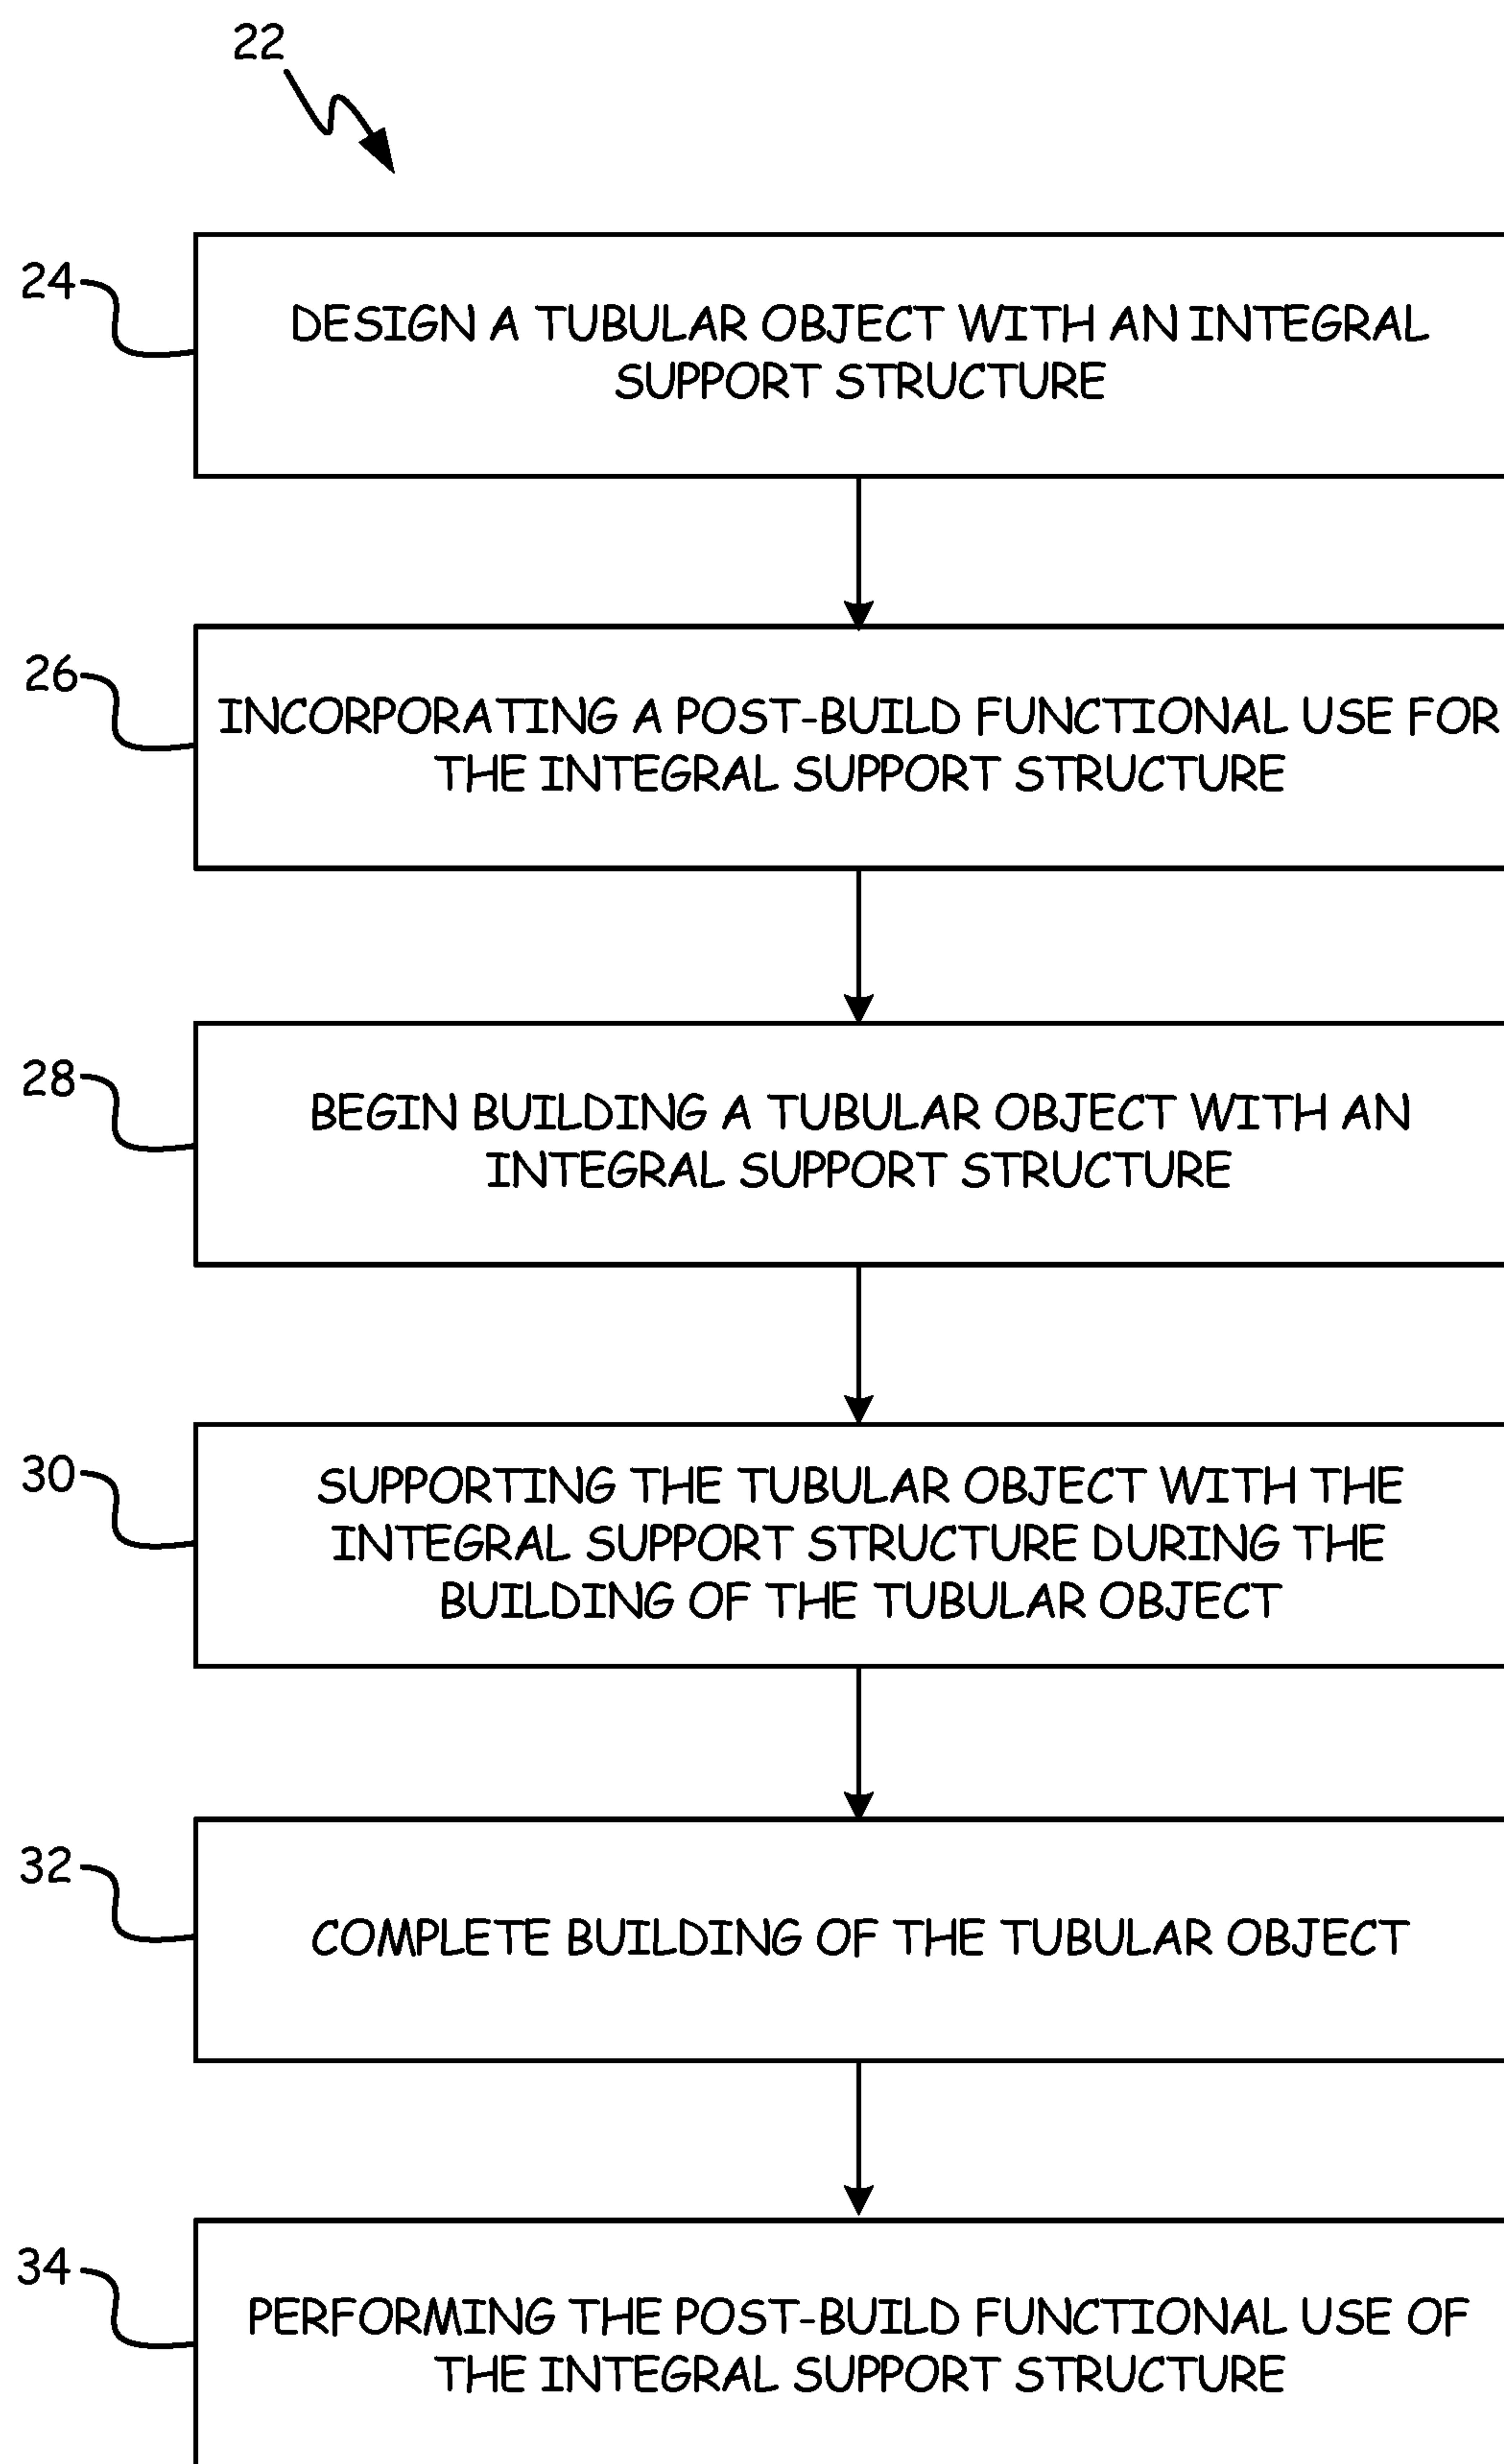 22
24
DESIGN A TUBULAR OBJECT WITH AN INTEGRAL
SUPPORT STRUCTURE
26
INCORPORATING A POST-BUILD FUNCTIONAL USE FOR
THE INTEGRAL SUPPORT STRUCTURE
28
BEGIN BUILDING A TUBULAR OBJECT WITH AN
INTEGRAL SUPPORT STRUCTURE
30
SUPPORTING THE TUBULAR OBJECT WITH THE
INTEGRAL SUPPORT STRUCTURE DURING THE
BUILDING OF THE TUBULAR OBJECT
32
COMPLETE BUILDING OF THE TUBULAR OBJECT
34
PERFORMING THE POST-BUILD FUNCTIONAL USE OF
THE INTEGRAL SUPPORT STRUCTURE